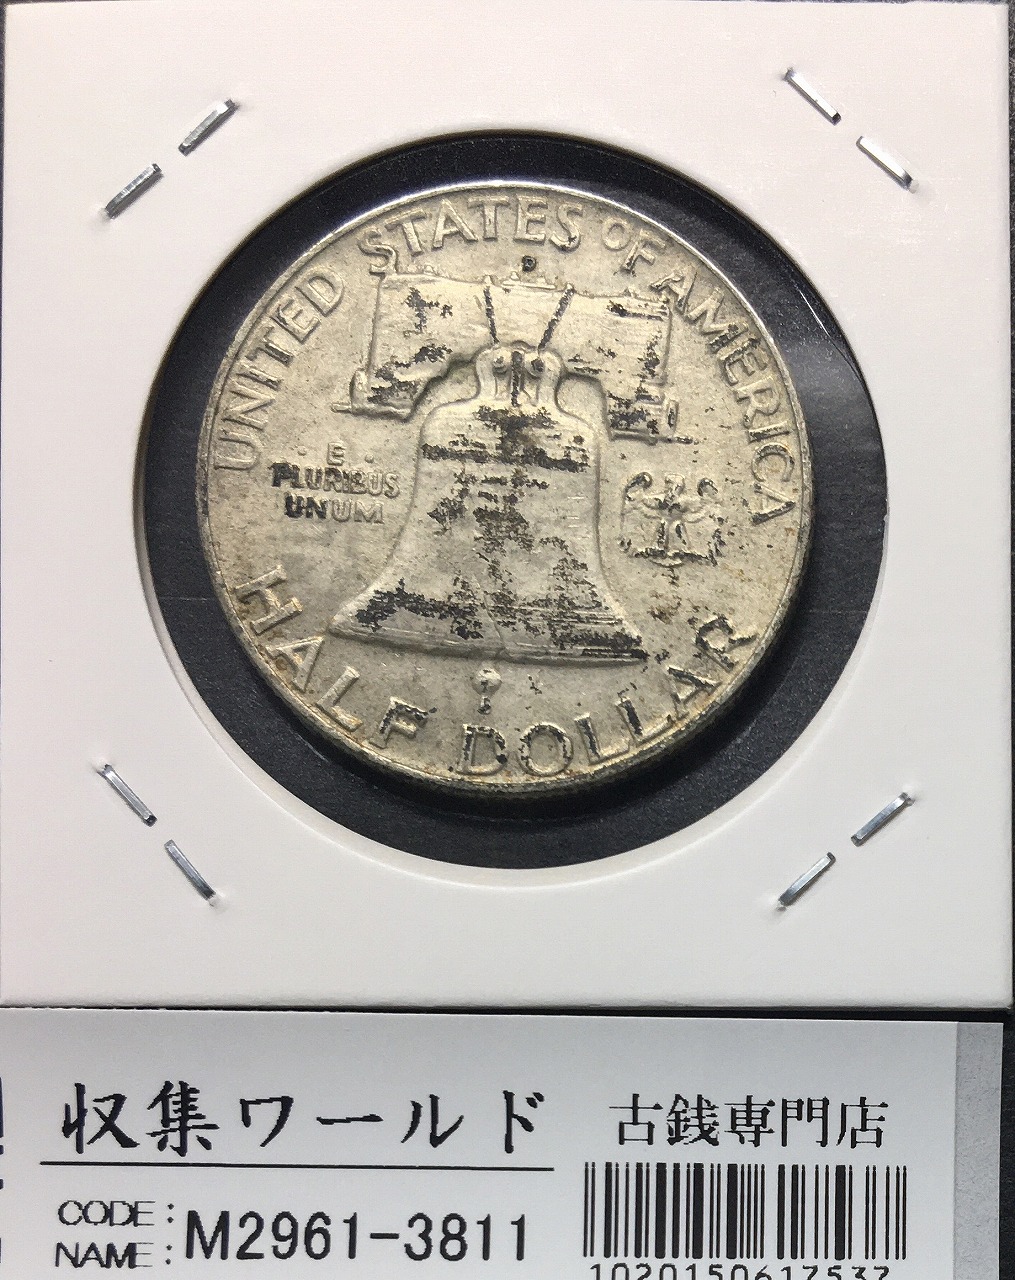 UNITED STATES OF AMERICA
D
E
PLURIBUS
UNUM
HALF DOLLAR
収集ワールド 古銭専門店
CODE: M2961-3811
NAME:
1020150617537